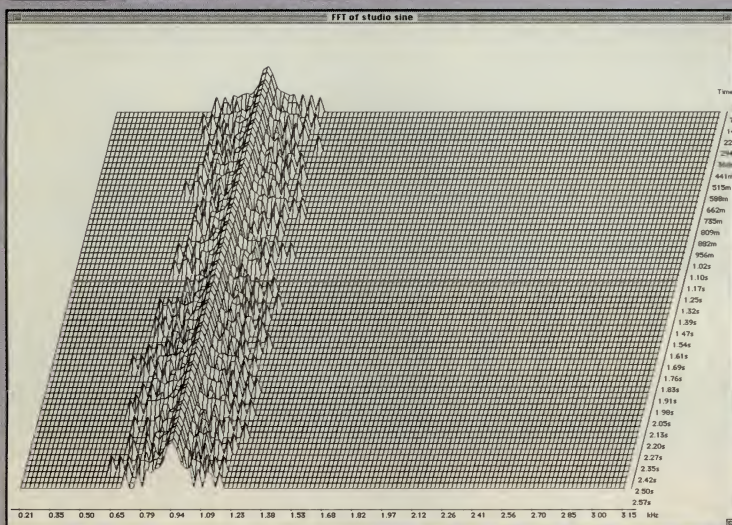 FFT of studio sine
Time
441m
515m
588m
662m
735m
809m
882m
956m
1.02s
1.10s
1.17s
1.25s
1.32s
1.39s
1 47s
1.54s
1.61s
1.69s
1.76s
1.83s
1.91s
1 98s
2.05s
2.13s
2.20s
2.27s
2.35s
2.42s
2.50s
2.57s
0.21 0.35 0.50 0.65 0.79 0.94 1.09 1.23 1.38 1.53 1.68 1.82 1.97 2.12 2.26 2 41 2.56 2.70 2.85 3 00 3 15 kHz